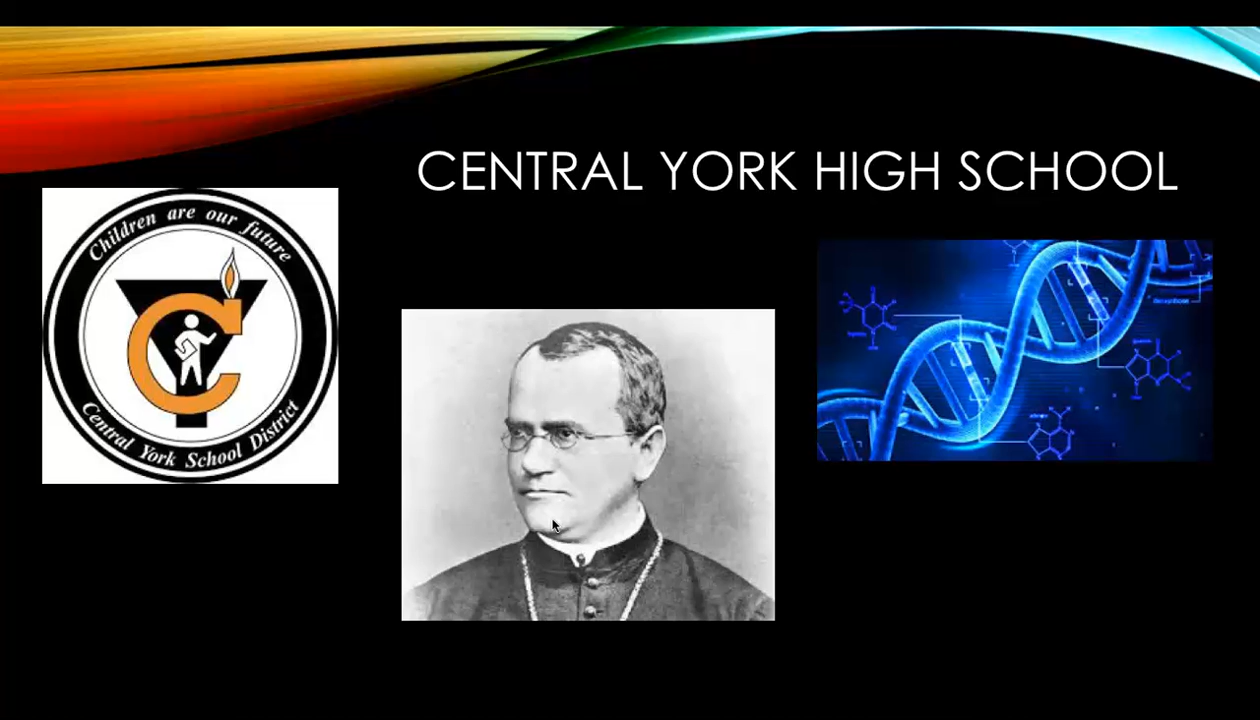 CENTRAL YORK HIGH SCHOOL
Children are our future
Central York School District